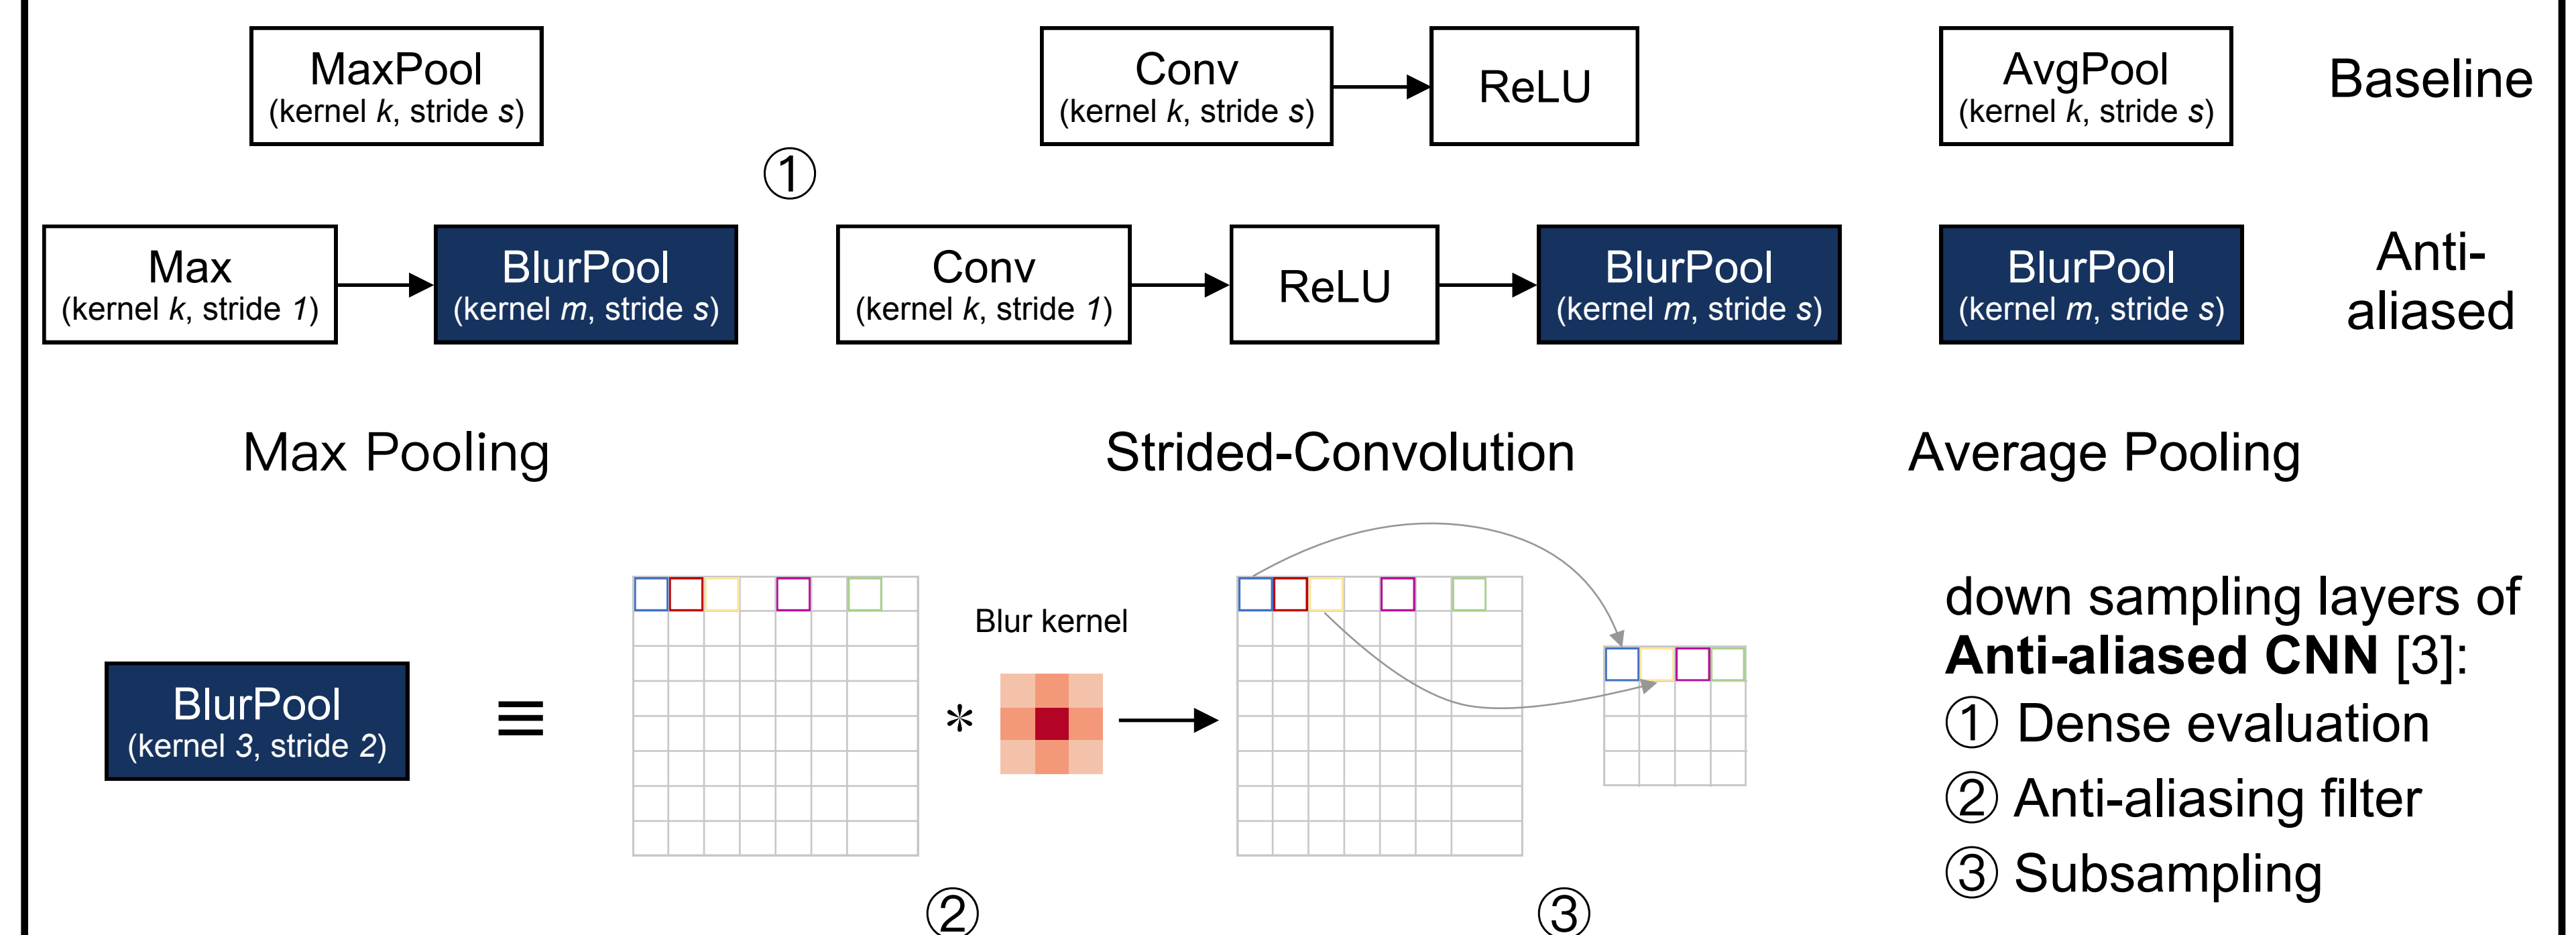 MaxPool
(kernel k, stride s)
Conv
(kernel k, stride s)
ReLU
AvgPool
(kernel k, stride s)
Baseline
①
Max
(kernel k, stride 1)
BlurPool
(kernel m, stride s)
Conv
(kernel k, stride 1)
ReLU
BlurPool
(kernel m, stride s)
BlurPool
(kernel m, stride s)
Anti-
aliased
Max Pooling
Strided-Convolution
Average Pooling
BlurPool
(kernel 3, stride 2)
≡
Blur kernel
*
②
③
down sampling layers of
Anti-aliased CNN [3]:
① Dense evaluation
② Anti-aliasing filter
③ Subsampling